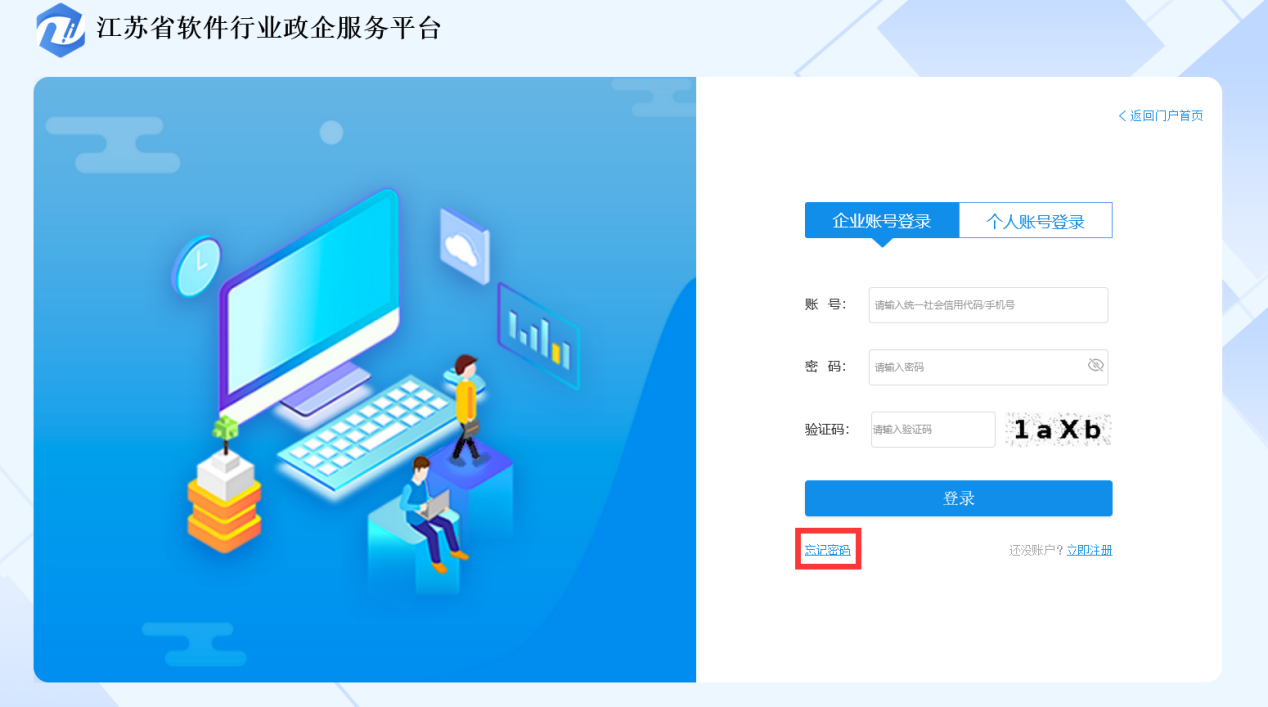 江苏省软件行业政企服务平台
< 返回门户首页
企业账号登录 个人账号登录
账 号： 请输入统一社会信用代码/手机号
密 码： 请输入密码
验证码： 请输入验证码 1aXb
登录
忘记密码 还没账户？立即注册